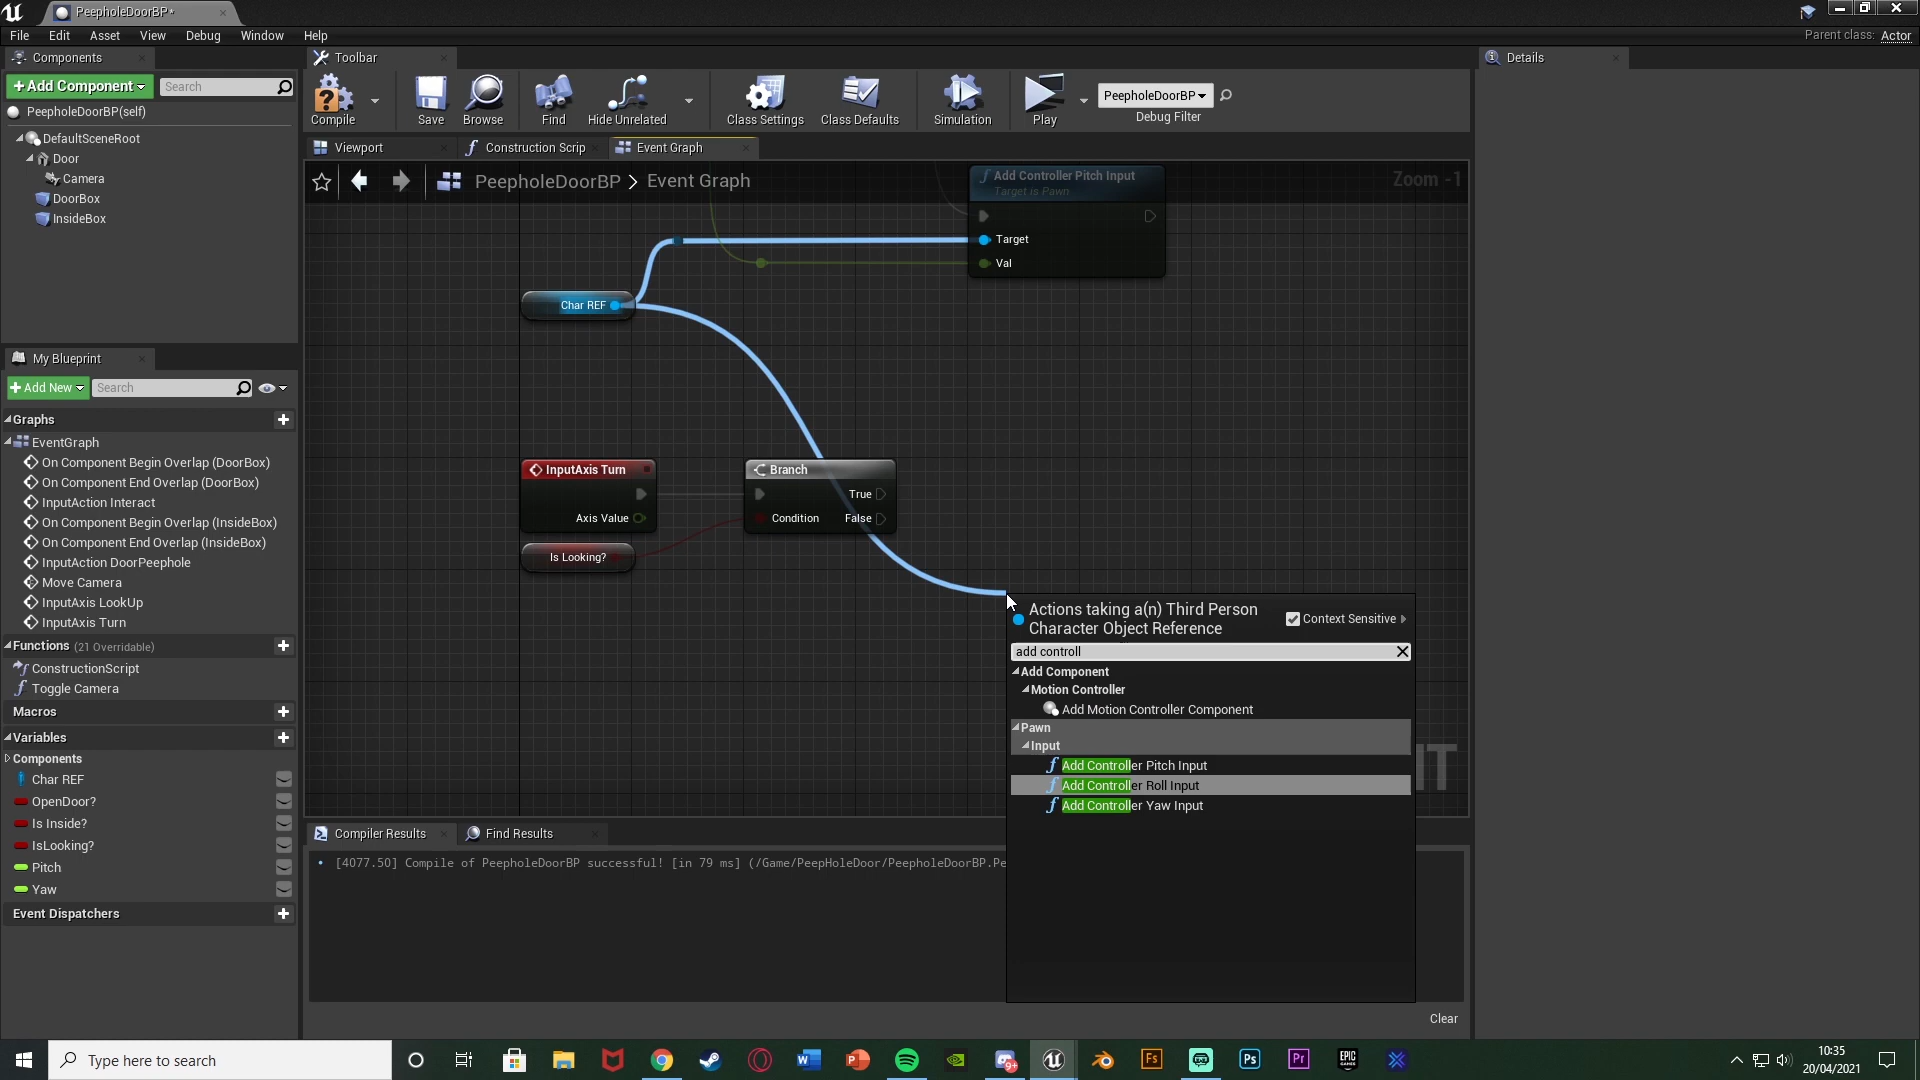 PeepholeDoorBP*
File Edit Asset View Debug Window Help
Parent class: Actor
Components
Toolbar
Details
+Add Component
Search
PeepholeDoorBP(self)
DefaultSceneRoot
Door
Camera
DoorBox
InsideBox
Compile
Save
Browse
Find
Hide Unrelated
Class Settings
Class Defaults
Simulation
Play
PeepholeDoorBP
Debug Filter
Viewport
Construction Scrip
Event Graph
PeepholeDoorBP > Event Graph
Zoom -1
Add Controller Pitch Input
Target is Pawn
Target
Val
Char REF
InputAxis Turn
Axis Value
Is Looking?
Branch
True
Condition
False
My Blueprint
+Add New
Search
Graphs
EventGraph
On Component Begin Overlap (DoorBox)
On Component End Overlap (DoorBox)
InputAction Interact
On Component Begin Overlap (InsideBox)
On Component End Overlap (InsideBox)
InputAction DoorPeephole
Move Camera
InputAxis LookUp
InputAxis Turn
Functions (21 Overridable)
ConstructionScript
Toggle Camera
Macros
Variables
Components
Char REF
OpenDoor?
Is Inside?
IsLooking?
Pitch
Yaw
Event Dispatchers
Actions taking a(n) Third Person
Character Object Reference
Context Sensitive
add controll
Add Component
Motion Controller
Add Motion Controller Component
Pawn
Input
Add Controller Pitch Input
Add Controller Roll Input
Add Controller Yaw Input
Compiler Results
Find Results
[4077.50] Compile of PeepholeDoorBP successful! [in 79 ms] (/Game/PeepHoleDoor/PeepholeDoorBP.Pe
Clear
Type here to search
10:35
20/04/2021